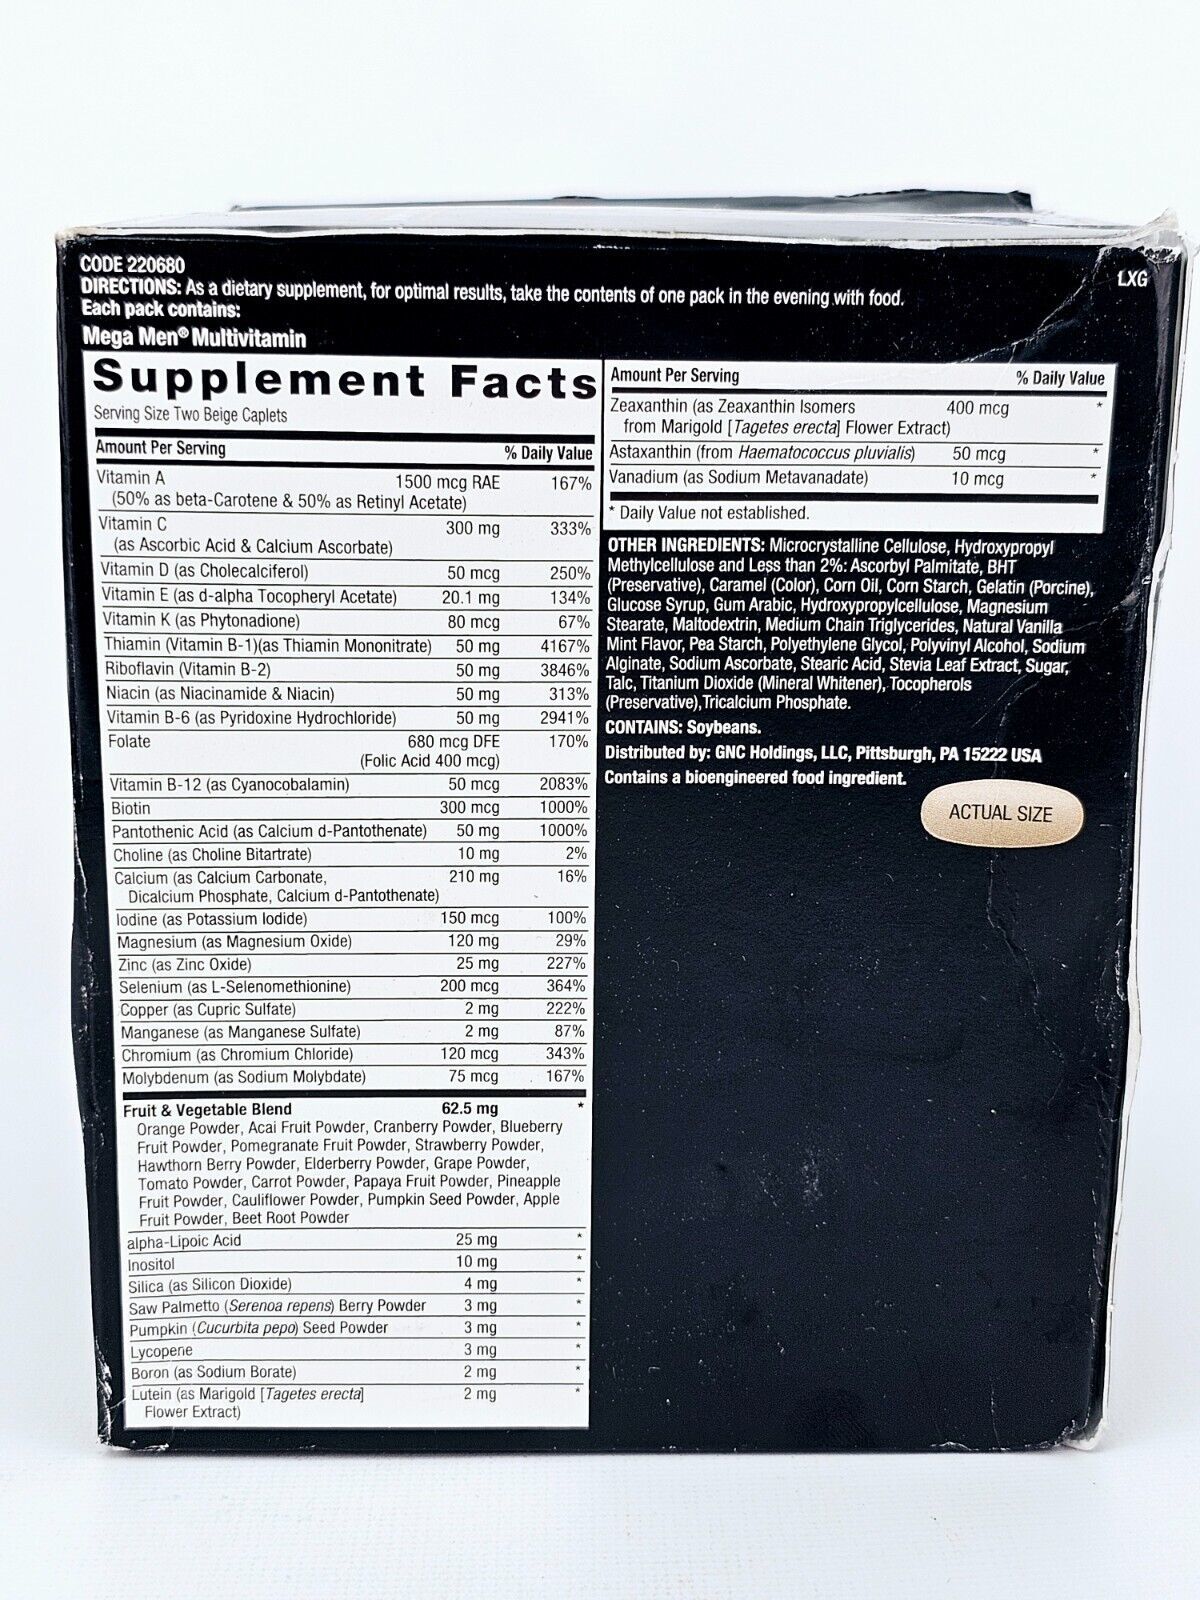 CODE 220680
LXG
DIRECTIONS: As a dietary supplement, for optimal results, take the contents of one pack in the evening with food.
Each pack contains:
Mega Men® Multivitamin
Supplement Facts
Serving Size Two Beige Caplets
Amount Per Serving % Daily Value
Vitamin A 1500 mcg RAE 167%
(50% as beta-Carotene & 50% as Retinyl Acetate)
Vitamin C 300 mg 333%
(as Ascorbic Acid & Calcium Ascorbate)
Vitamin D (as Cholecalciferol) 50 mcg 250%
Vitamin E (as d-alpha Tocopheryl Acetate) 20.1 mg 134%
Vitamin K (as Phytonadione) 80 mcg 67%
Thiamin (Vitamin B-1)(as Thiamin Mononitrate) 50 mg 4167%
Riboflavin (Vitamin B-2) 50 mg 3846%
Niacin (as Niacinamide & Niacin) 50 mg 313%
Vitamin B-6 (as Pyridoxine Hydrochloride) 50 mg 2941%
Folate 680 mcg DFE 170%
(Folic Acid 400 mcg)
Vitamin B-12 (as Cyanocobalamin) 50 mcg 2083%
Biotin 300 mcg 1000%
Pantothenic Acid (as Calcium d-Pantothenate) 50 mg 1000%
Choline (as Choline Bitartrate) 10 mg 2%
Calcium (as Calcium Carbonate, 210 mg 16%
Dicalcium Phosphate, Calcium d-Pantothenate)
Iodine (as Potassium Iodide) 150 mcg 100%
Magnesium (as Magnesium Oxide) 120 mg 29%
Zinc (as Zinc Oxide) 25 mg 227%
Selenium (as L-Selenomethionine) 200 mcg 364%
Copper (as Cupric Sulfate) 2 mg 222%
Manganese (as Manganese Sulfate) 2 mg 87%
Chromium (as Chromium Chloride) 120 mcg 343%
Molybdenum (as Sodium Molybdate) 75 mcg 167%
Fruit & Vegetable Blend 62.5 mg *
Orange Powder, Acai Fruit Powder, Cranberry Powder, Blueberry
Fruit Powder, Pomegranate Fruit Powder, Strawberry Powder,
Hawthorn Berry Powder, Elderberry Powder, Grape Powder,
Tomato Powder, Carrot Powder, Papaya Fruit Powder, Pineapple
Fruit Powder, Cauliflower Powder, Pumpkin Seed Powder, Apple
Fruit Powder, Beet Root Powder
alpha-Lipoic Acid 25 mg *
Inositol 10 mg *
Silica (as Silicon Dioxide) 4 mg *
Saw Palmetto (Serenoa repens) Berry Powder 3 mg *
Pumpkin (Cucurbita pepo) Seed Powder 3 mg *
Lycopene 3 mg *
Boron (as Sodium Borate) 2 mg *
Lutein (as Marigold [Tagetes erecta] 2 mg *
Flower Extract)
Amount Per Serving % Daily Value
Zeaxanthin (as Zeaxanthin Isomers 400 mcg *
from Marigold [Tagetes erecta] Flower Extract)
Astaxanthin (from Haematococcus pluvialis) 50 mcg *
Vanadium (as Sodium Metavanadate) 10 mcg *
* Daily Value not established.
OTHER INGREDIENTS: Microcrystalline Cellulose, Hydroxypropyl
Methylcellulose and Less than 2%: Ascorbyl Palmitate, BHT
(Preservative), Caramel (Color), Corn Oil, Corn Starch, Gelatin (Porcine),
Glucose Syrup, Gum Arabic, Hydroxypropylcellulose, Magnesium
Stearate, Maltodextrin, Medium Chain Triglycerides, Natural Vanilla
Mint Flavor, Pea Starch, Polyethylene Glycol, Polyvinyl Alcohol, Sodium
Alginate, Sodium Ascorbate, Stearic Acid, Stevia Leaf Extract, Sugar,
Talc, Titanium Dioxide (Mineral Whitener), Tocopherols
(Preservative), Tricalcium Phosphate.
CONTAINS: Soybeans.
Distributed by: GNC Holdings, LLC, Pittsburgh, PA 15222 USA
Contains a bioengineered food ingredient.
ACTUAL SIZE